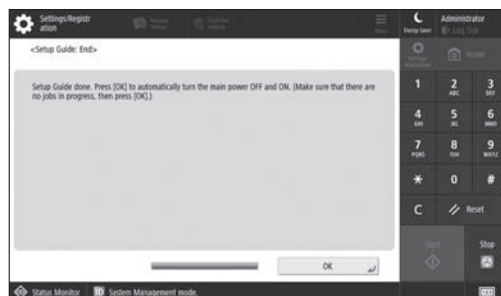 Settings/Registr
ation
Energy Saver
Administrator
Log Out
<Setup Guide: End>
Home
Setup Guide done. Press [OK] to automatically turn the main power OFF and ON. (Make sure that there are
no jobs in progress, then press [OK].)
1
2
ABC
3
DEF
4
GHI
5
JKL
6
MNO
7
PQRS
8
TUV
9
WXYZ
*
0
#
C
Reset
Start
Stop
OK
Status Monitor
ID
System Management mode.